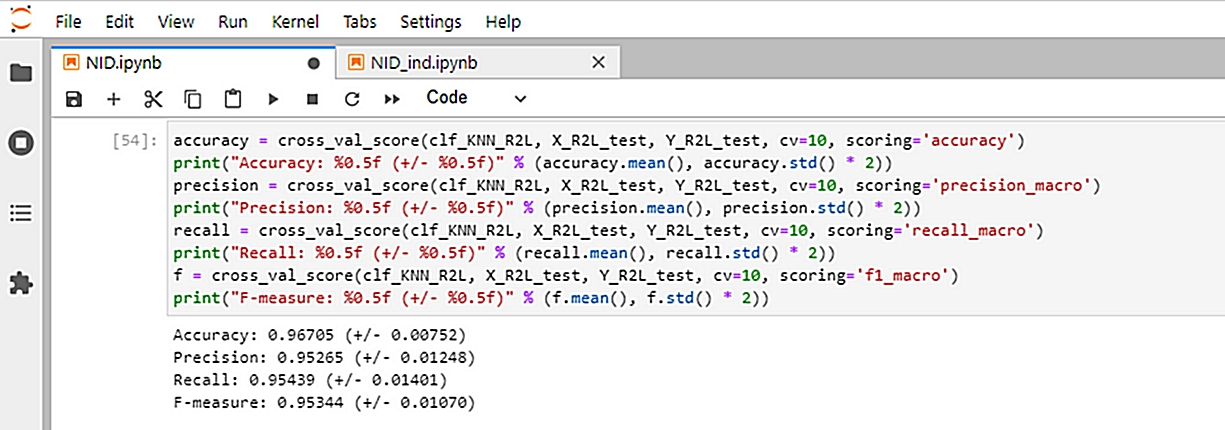 File Edit View Run Kernel Tabs Settings Help
NID.ipynb NID_ind.ipynb
Code
[54]: accuracy = cross_val_score(clf_KNN_R2L, X_R2L_test, Y_R2L_test, cv=10, scoring='accuracy')
print("Accuracy: %0.5f (+/- %0.5f)" % (accuracy.mean(), accuracy.std() * 2))
precision = cross_val_score(clf_KNN_R2L, X_R2L_test, Y_R2L_test, cv=10, scoring='precision_macro')
print("Precision: %0.5f (+/- %0.5f)" % (precision.mean(), precision.std() * 2))
recall = cross_val_score(clf_KNN_R2L, X_R2L_test, Y_R2L_test, cv=10, scoring='recall_macro')
print("Recall: %0.5f (+/- %0.5f)" % (recall.mean(), recall.std() * 2))
f = cross_val_score(clf_KNN_R2L, X_R2L_test, Y_R2L_test, cv=10, scoring='f1_macro')
print("F-measure: %0.5f (+/- %0.5f)" % (f.mean(), f.std() * 2))
Accuracy: 0.96705 (+/- 0.00752)
Precision: 0.95265 (+/- 0.01248)
Recall: 0.95439 (+/- 0.01401)
F-measure: 0.95344 (+/- 0.01070)